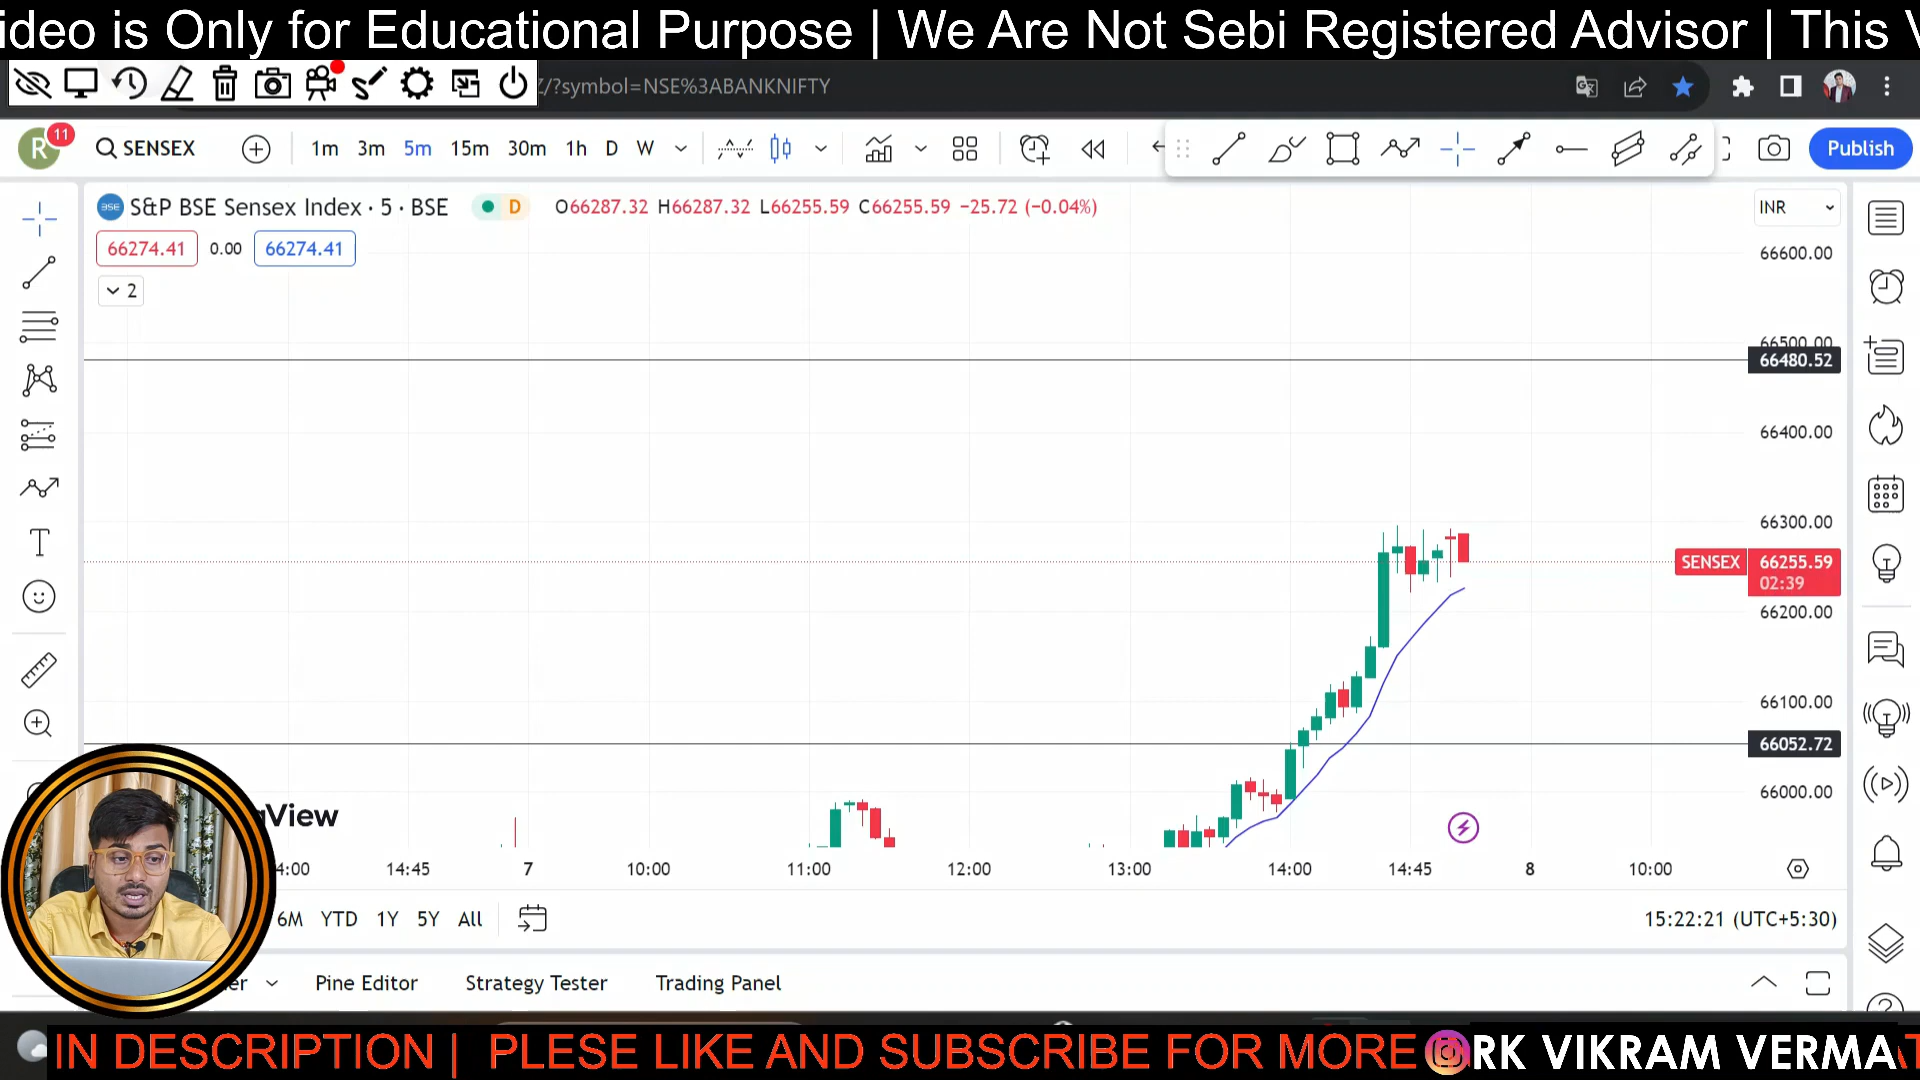 ideo is Only for Educational Purpose | We Are Not Sebi Registered Advisor | This V
Z/?symbol=NSE%3ABANKNIFTY
R 11 SENSEX 1m 3m 5m 15m 30m 1h D W Publish
S&P BSE Sensex Index · 5 · BSE D O66287.32 H66287.32 L66255.59 C66255.59 −25.72 (−0.04%) INR
66274.41 0.00 66274.41
2
66600.00
66500.00
66480.52
66400.00
66300.00
SENSEX 66255.59
02:39
66200.00
66100.00
66052.72
66000.00
gView
4:00 14:45 7 10:00 11:00 12:00 13:00 14:00 14:45 8 10:00
6M YTD 1Y 5Y All 15:22:21 (UTC+5:30)
er Pine Editor Strategy Tester Trading Panel
IN DESCRIPTION | PLESE LIKE AND SUBSCRIBE FOR MORE RK VIKRAM VERMA